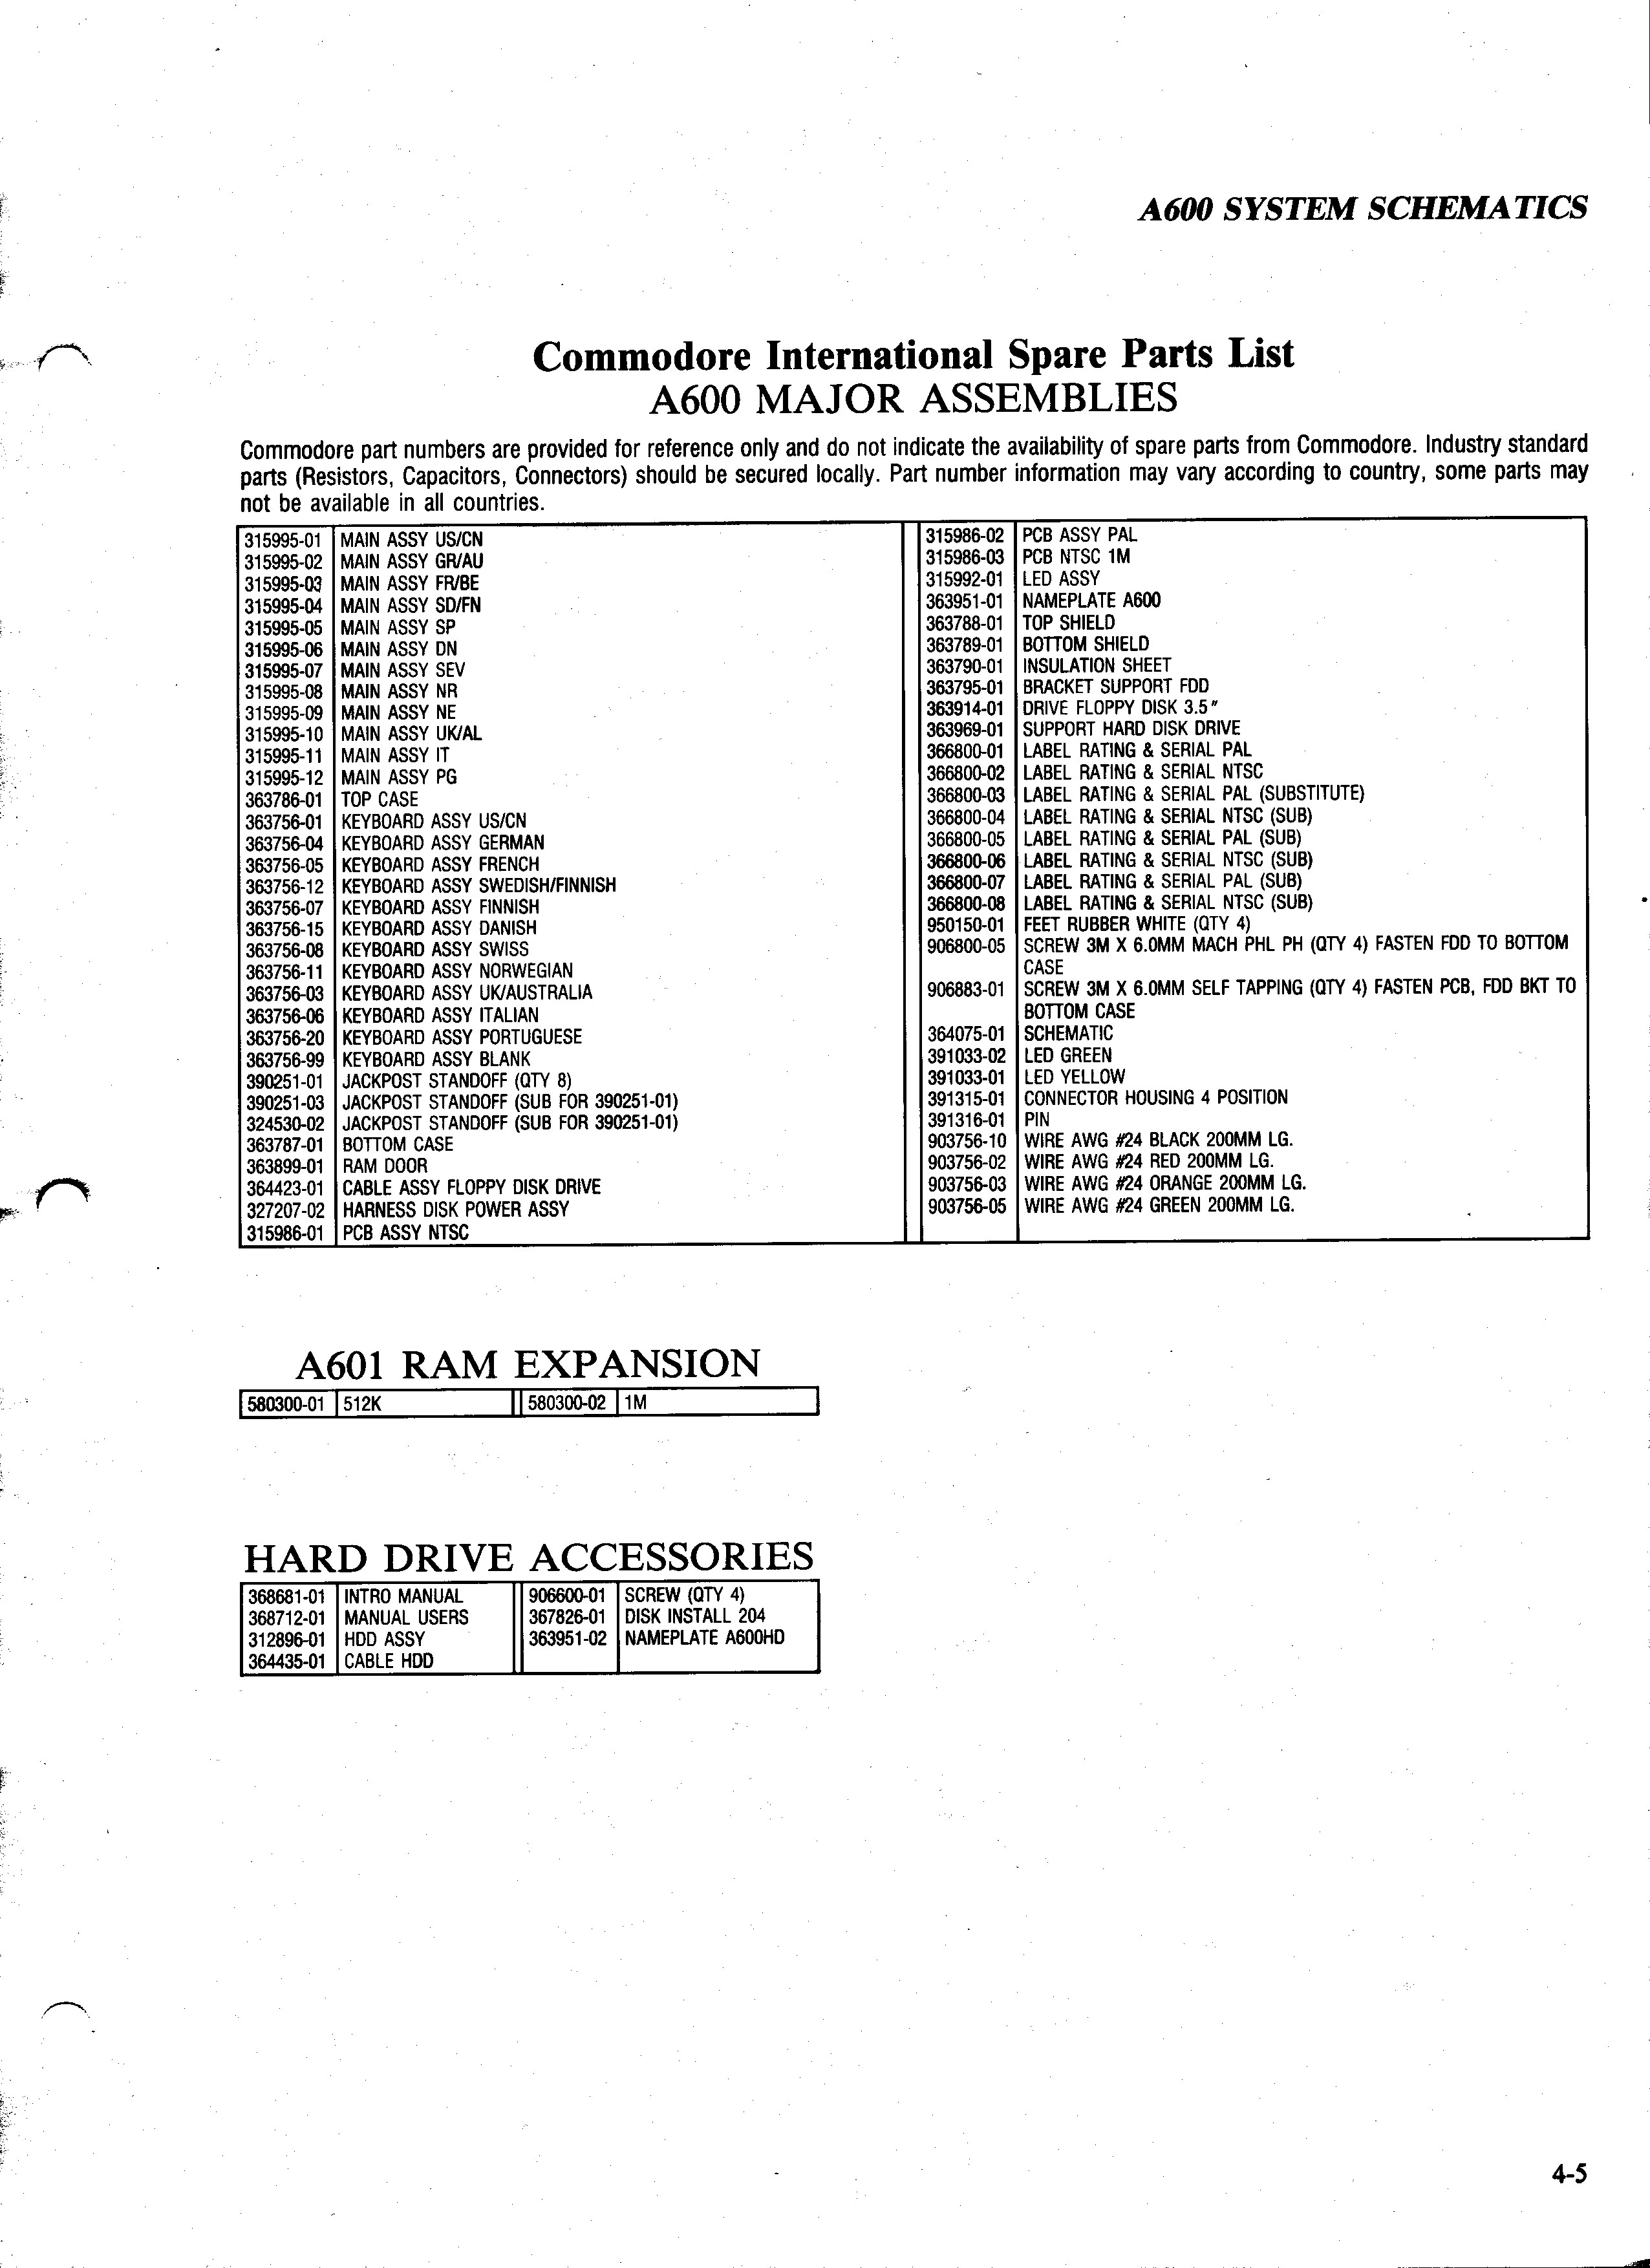 A600 SYSTEM SCHEMATICS
Commodore International Spare Parts List
A600 MAJOR ASSEMBLIES
Commodore part numbers are provided for reference only and do not indicate the availability of spare parts from Commodore. Industry standard
parts (Resistors, Capacitors, Connectors) should be secured locally. Part number information may vary according to country, some parts may
not be available in all countries.
315995-01 MAIN ASSY US/CN
315995-02 MAIN ASSY GR/AU
315995-03 MAIN ASSY FR/BE
315995-04 MAIN ASSY SD/FN
315995-05 MAIN ASSY SP
315995-06 MAIN ASSY DN
315995-07 MAIN ASSY SEV
315995-08 MAIN ASSY NR
315995-09 MAIN ASSY NE
315995-10 MAIN ASSY UK/AL
315995-11 MAIN ASSY IT
315995-12 MAIN ASSY PG
363786-01 TOP CASE
363756-01 KEYBOARD ASSY US/CN
363756-04 KEYBOARD ASSY GERMAN
363756-05 KEYBOARD ASSY FRENCH
363756-12 KEYBOARD ASSY SWEDISH/FINNISH
363756-07 KEYBOARD ASSY FINNISH
363756-15 KEYBOARD ASSY DANISH
363756-08 KEYBOARD ASSY SWISS
363756-11 KEYBOARD ASSY NORWEGIAN
363756-03 KEYBOARD ASSY UK/AUSTRALIA
363756-06 KEYBOARD ASSY ITALIAN
363756-20 KEYBOARD ASSY PORTUGUESE
363756-99 KEYBOARD ASSY BLANK
390251-01 JACKPOST STANDOFF (QTY 8)
390251-03 JACKPOST STANDOFF (SUB FOR 390251-01)
324530-02 JACKPOST STANDOFF (SUB FOR 390251-01)
363787-01 BOTTOM CASE
363899-01 RAM DOOR
364423-01 CABLE ASSY FLOPPY DISK DRIVE
327207-02 HARNESS DISK POWER ASSY
315986-01 PCB ASSY NTSC
315986-02 PCB ASSY PAL
315986-03 PCB NTSC 1M
315992-01 LED ASSY
363951-01 NAMEPLATE A600
363788-01 TOP SHIELD
363789-01 BOTTOM SHIELD
363790-01 INSULATION SHEET
363795-01 BRACKET SUPPORT FDD
363914-01 DRIVE FLOPPY DISK 3.5"
363969-01 SUPPORT HARD DISK DRIVE
366800-01 LABEL RATING & SERIAL PAL
366800-02 LABEL RATING & SERIAL NTSC
366800-03 LABEL RATING & SERIAL PAL (SUBSTITUTE)
366800-04 LABEL RATING & SERIAL NTSC (SUB)
366800-05 LABEL RATING & SERIAL PAL (SUB)
366800-06 LABEL RATING & SERIAL NTSC (SUB)
366800-07 LABEL RATING & SERIAL PAL (SUB)
366800-08 LABEL RATING & SERIAL NTSC (SUB)
950150-01 FEET RUBBER WHITE (QTY 4)
906800-05 SCREW 3M X 6.0MM MACH PHL PH (QTY 4) FASTEN FDD TO BOTTOM
CASE
906883-01 SCREW 3M X 6.0MM SELF TAPPING (QTY 4) FASTEN PCB, FDD BKT TO
BOTTOM CASE
364075-01 SCHEMATIC
391033-02 LED GREEN
391033-01 LED YELLOW
391315-01 CONNECTOR HOUSING 4 POSITION
391316-01 PIN
903756-10 WIRE AWG #24 BLACK 200MM LG.
903756-02 WIRE AWG #24 RED 200MM LG.
903756-03 WIRE AWG #24 ORANGE 200MM LG.
903756-05 WIRE AWG #24 GREEN 200MM LG.
A601 RAM EXPANSION
580300-01 512K 580300-02 1M
HARD DRIVE ACCESSORIES
368681-01 INTRO MANUAL
368712-01 MANUAL USERS
312896-01 HDD ASSY
364435-01 CABLE HDD
906600-01 SCREW (QTY 4)
367826-01 DISK INSTALL 204
363951-02 NAMEPLATE A600HD
4-5